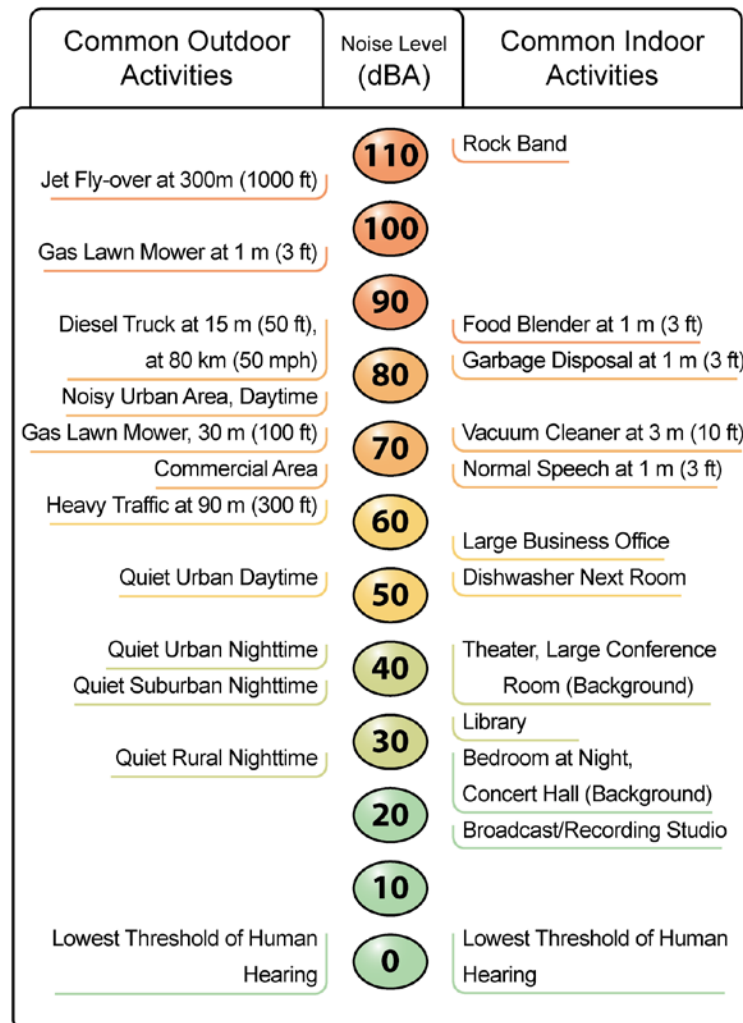 Common Outdoor
Activities
Noise Level
(dBA)
Common Indoor
Activities
110
Rock Band
Jet Fly-over at 300m (1000 ft)
100
Gas Lawn Mower at 1 m (3 ft)
90
Diesel Truck at 15 m (50 ft),
at 80 km (50 mph)
Food Blender at 1 m (3 ft)
80
Garbage Disposal at 1 m (3 ft)
Noisy Urban Area, Daytime
Gas Lawn Mower, 30 m (100 ft)
70
Vacuum Cleaner at 3 m (10 ft)
Commercial Area
Normal Speech at 1 m (3 ft)
Heavy Traffic at 90 m (300 ft)
60
Large Business Office
Quiet Urban Daytime
50
Dishwasher Next Room
Quiet Urban Nighttime
40
Theater, Large Conference
Room (Background)
Quiet Suburban Nighttime
30
Library
Quiet Rural Nighttime
Bedroom at Night,
Concert Hall (Background)
20
Broadcast/Recording Studio
10
Lowest Threshold of Human
Hearing
0
Lowest Threshold of Human
Hearing